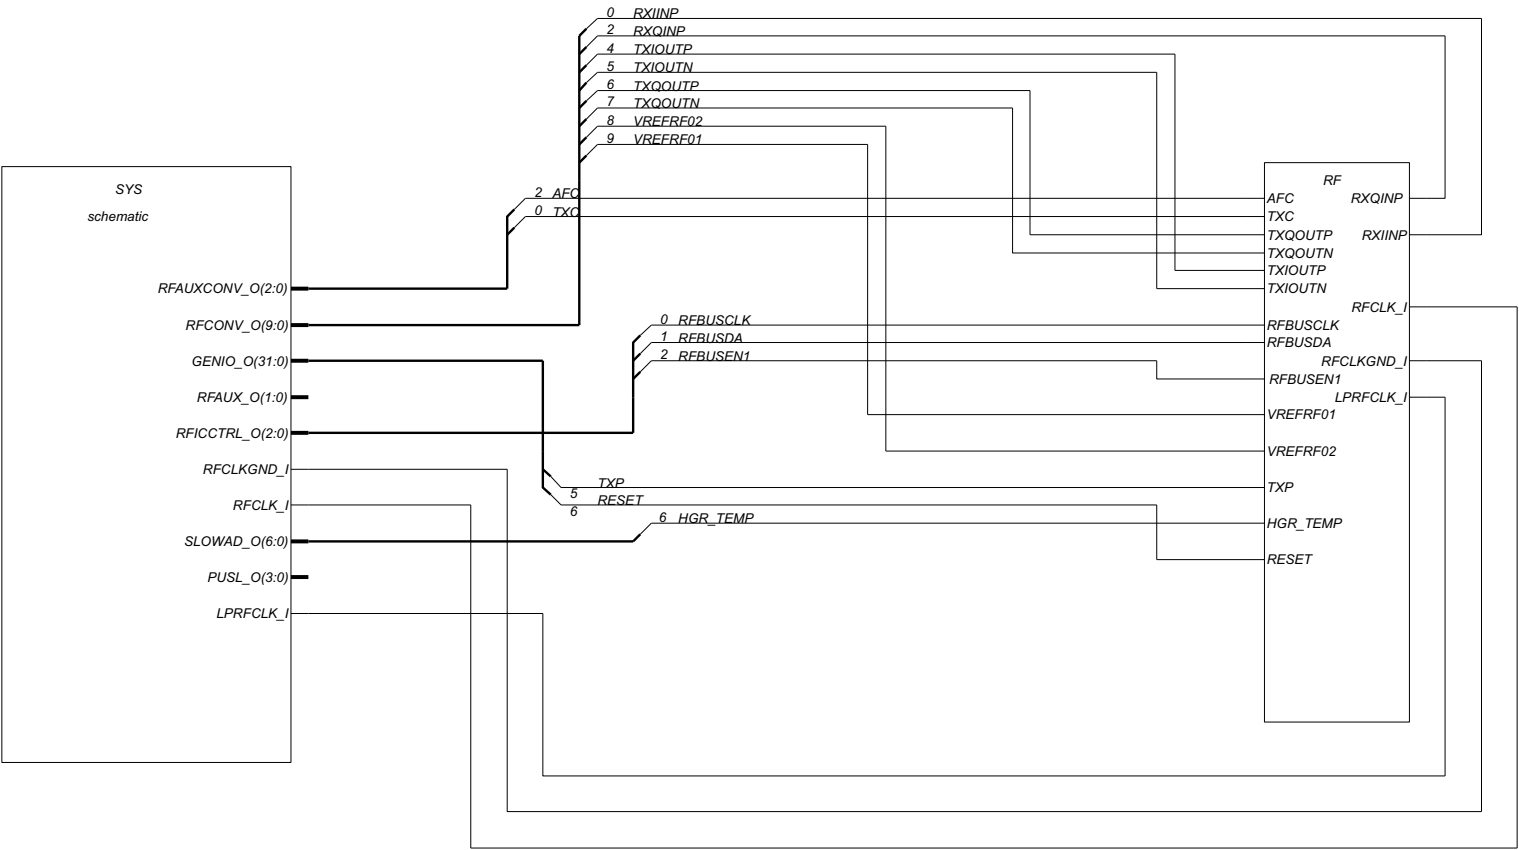 0 RXIINP
2 RXQINP
4 TXIOUTP
5 TXIOUTN
6 TXQOUTP
7 TXQOUTN
8 VREFRF02
9 VREFRF01
SYS
schematic
2 AFC
0 TXC
RFAUXCONV_O(2:0)
RFCONV_O(9:0)
GENIO_O(31:0)
RFAUX_O(1:0)
RFICCTRL_O(2:0)
RFCLKGND_I
RFCLK_I
SLOWAD_O(6:0)
PUSL_O(3:0)
LPRFCLK_I
0 RFBUSCLK
1 RFBUSDA
2 RFBUSEN1
TXP
5
RESET
6
6 HGR_TEMP
RF
AFC RXQINP
TXC
TXQOUTP RXIINP
TXQOUTN
TXIOUTP
TXIOUTN
RFCLK_I
RFBUSCLK
RFBUSDA
RFCLKGND_I
RFBUSEN1
LPRFCLK_I
VREFRF01
VREFRF02
TXP
HGR_TEMP
RESET